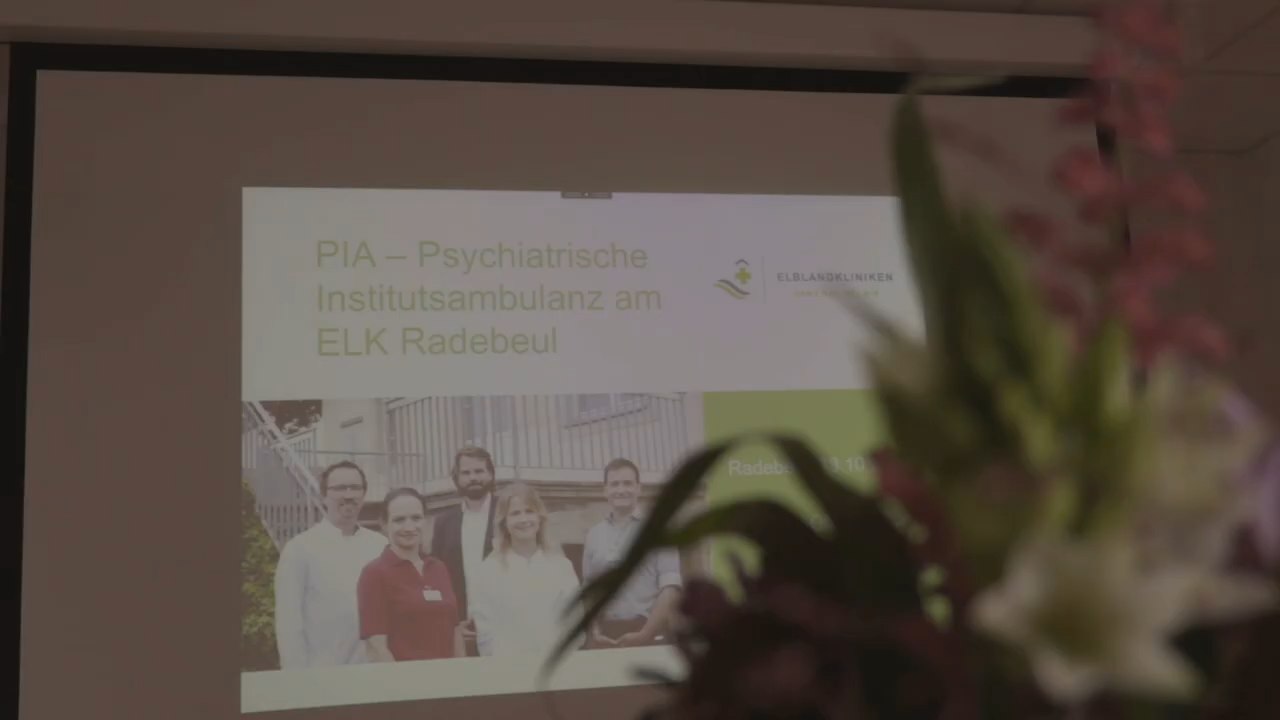 PIA – Psychiatrische
Institutsambulanz am
ELK Radebeul
ELBLANDKLINIKEN